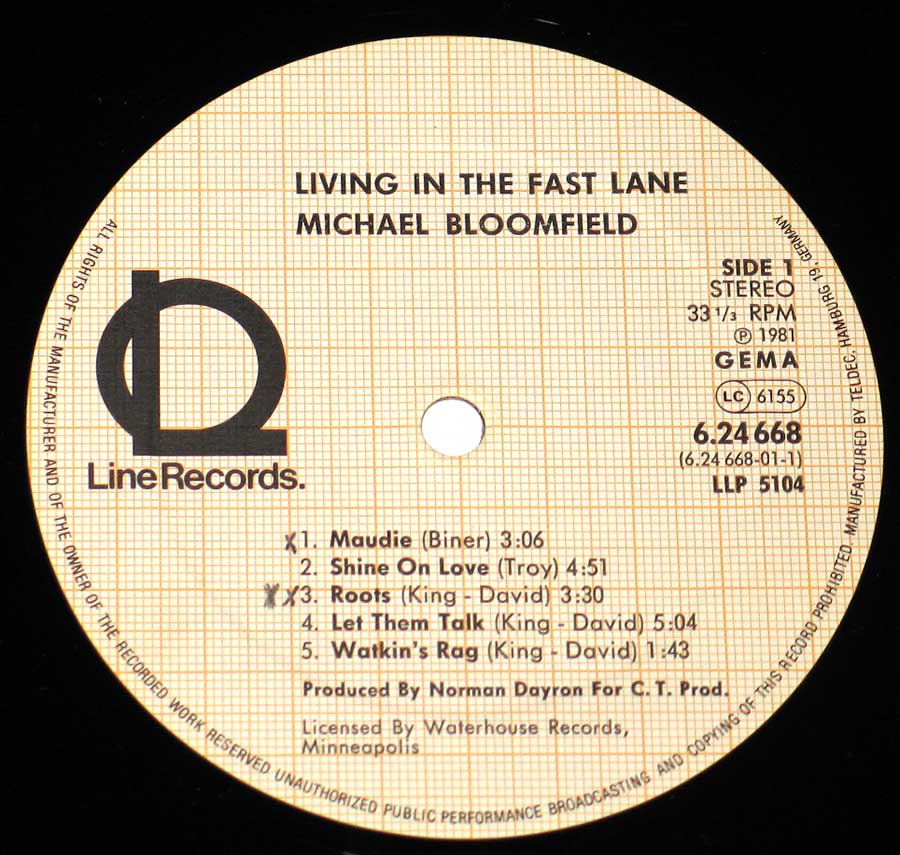 LIVING IN THE FAST LANE
MICHAEL BLOOMFIELD
SIDE 1
STEREO
33 1/3 RPM
Ⓟ 1981
GEMA
LC 6155
6.24 668
(6.24 668-01-1)
LLP 5104
Line Records.
X1. Maudie (Biner) 3:06
2. Shine On Love (Troy) 4:51
X X3. Roots (King - David) 3:30
4. Let Them Talk (King - David) 5:04
5. Watkin's Rag (King - David) 1:43
Produced By Norman Dayron For C. T. Prod.
Licensed By Waterhouse Records,
Minneapolis
ALL RIGHTS OF THE MANUFACTURER AND OF THE OWNER OF THE RECORDED WORK RESERVED UNAUTHORIZED PUBLIC PERFORMANCE BROADCASTING AND COPYING OF THIS RECORD PROHIBITED. MANUFACTURED BY TELDEC, HAMBURG 19, GERMANY